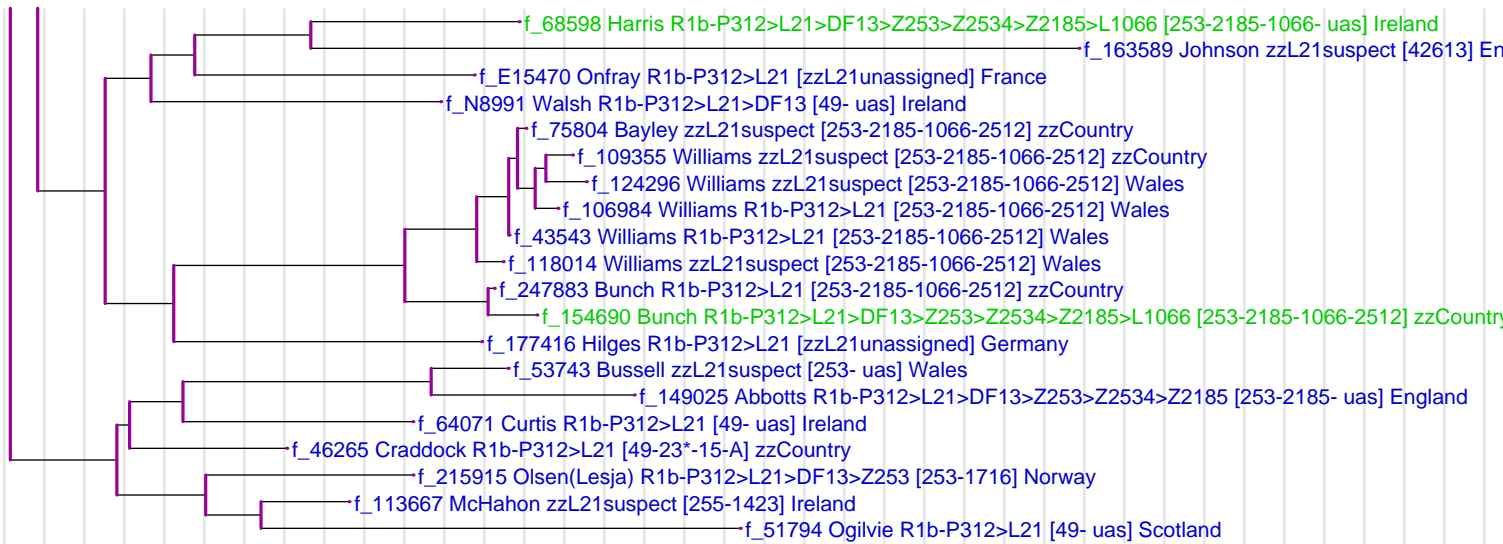 f_68598 Harris R1b-P312>L21>DF13>Z253>Z2534>Z2185>L1066 [253-2185-1066- uas] Ireland
f_163589 Johnson zzL21suspect [42613] En
f_E15470 Onfray R1b-P312>L21 [zzL21unassigned] France
f_N8991 Walsh R1b-P312>L21>DF13 [49- uas] Ireland
f_75804 Bayley zzL21suspect [253-2185-1066-2512] zzCountry
f_109355 Williams zzL21suspect [253-2185-1066-2512] zzCountry
f_124296 Williams zzL21suspect [253-2185-1066-2512] Wales
f_106984 Williams R1b-P312>L21 [253-2185-1066-2512] Wales
f_43543 Williams R1b-P312>L21 [253-2185-1066-2512] Wales
f_118014 Williams zzL21suspect [253-2185-1066-2512] Wales
f_247883 Bunch R1b-P312>L21 [253-2185-1066-2512] zzCountry
f_154690 Bunch R1b-P312>L21>DF13>Z253>Z2534>Z2185>L1066 [253-2185-1066-2512] zzCountry
f_177416 Hilges R1b-P312>L21 [zzL21unassigned] Germany
f_53743 Bussell zzL21suspect [253- uas] Wales
f_149025 Abbotts R1b-P312>L21>DF13>Z253>Z2534>Z2185 [253-2185- uas] England
f_64071 Curtis R1b-P312>L21 [49- uas] Ireland
f_46265 Craddock R1b-P312>L21 [49-23*-15-A] zzCountry
f_215915 Olsen(Lesja) R1b-P312>L21>DF13>Z253 [253-1716] Norway
f_113667 McHahon zzL21suspect [255-1423] Ireland
f_51794 Ogilvie R1b-P312>L21 [49- uas] Scotland